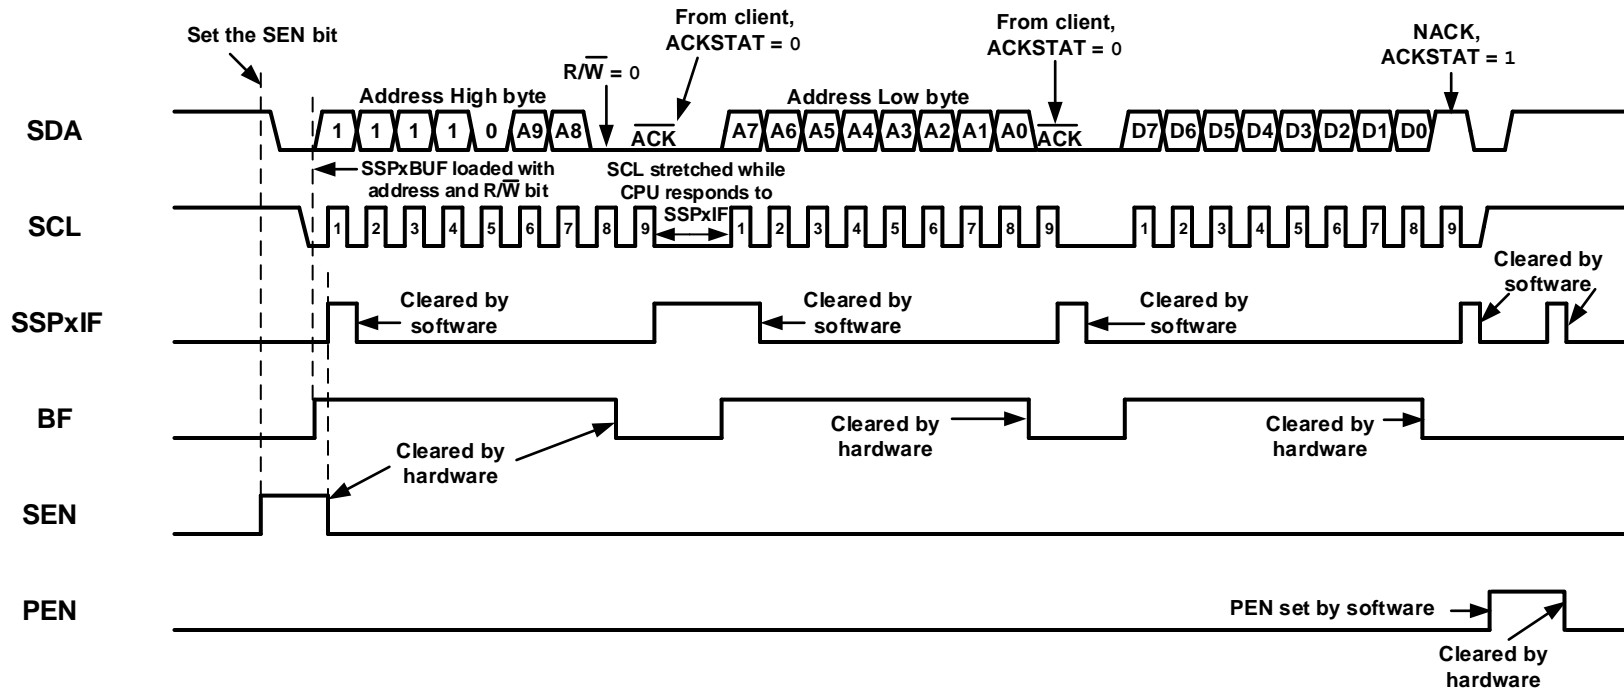 From client,
ACKSTAT = 0
From client,
ACKSTAT = 0
NACK,
ACKSTAT = 1
Set the SEN bit
R/W̅ = 0
Address High byte
Address Low byte
SDA
1 1 1 1 0 A9 A8 A̅C̅K̅ A7 A6 A5 A4 A3 A2 A1 A0 A̅C̅K̅ D7 D6 D5 D4 D3 D2 D1 D0
SSPxBUF loaded with
address and R/W̅ bit
SCL stretched while
CPU responds to
SSPxIF
SCL
1 2 3 4 5 6 7 8 9 1 2 3 4 5 6 7 8 9 1 2 3 4 5 6 7 8 9
SSPxIF
Cleared by
software
Cleared by
software
Cleared by
software
Cleared by
software
BF
Cleared by
hardware
Cleared by
hardware
Cleared by
hardware
SEN
PEN
PEN set by software
Cleared by
hardware